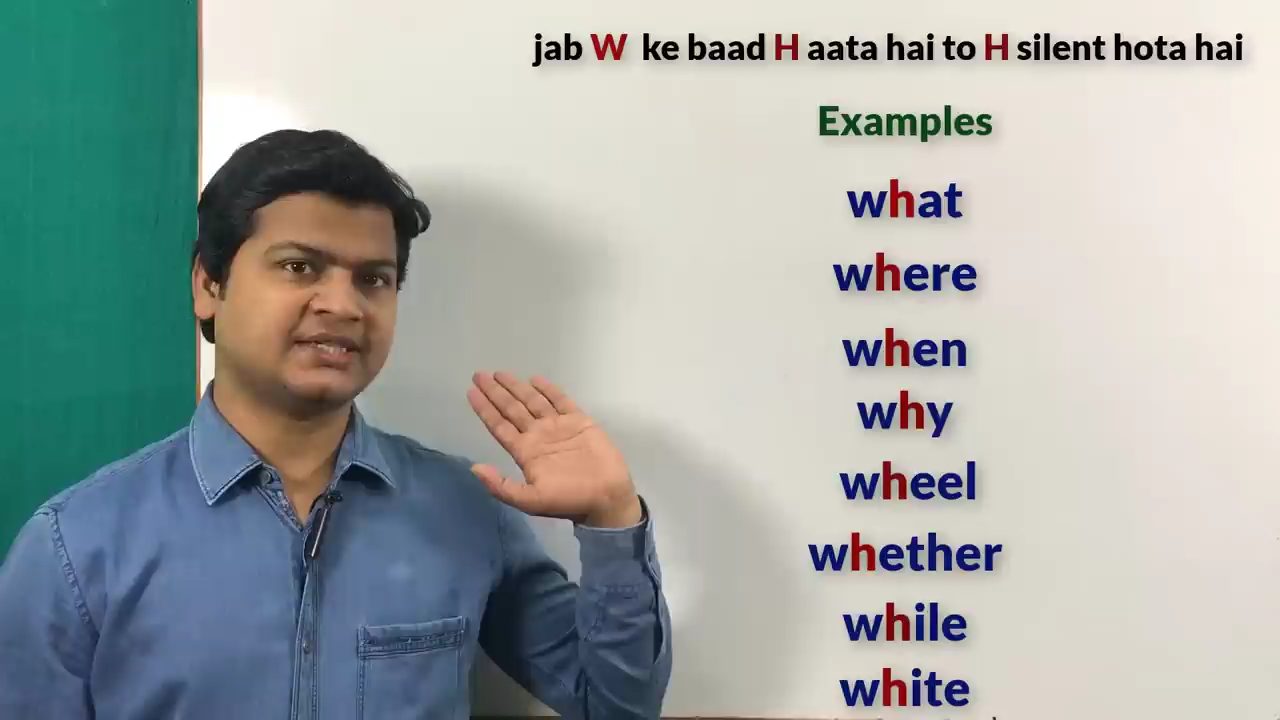 jab W ke baad H aata hai to H silent hota hai
Examples
what
where
when
why
wheel
whether
while
white